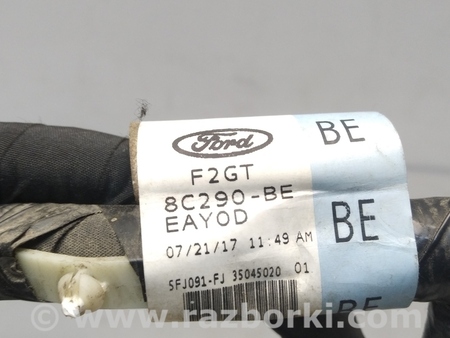 Ford
BE
F2GT
8C290-BE
EAYOD
BE
07/21/17 11:49 AM
5FJ091-FJ 35045020 01
BE
www.razborki.com